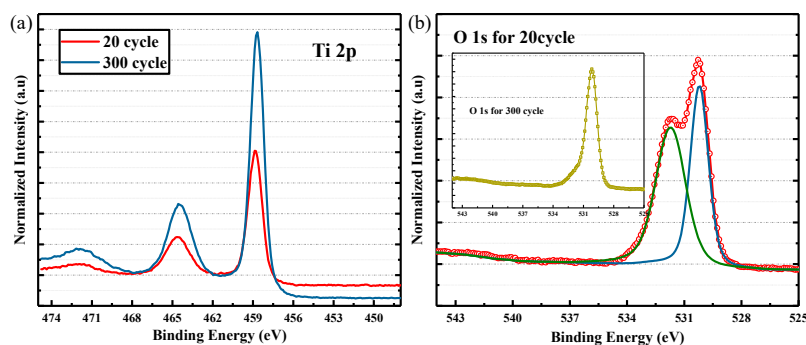 (a)
20 cycle
300 cycle
Ti 2p
Normalized Intensity (a.u)
474 471 468 465 462 459 456 453 450
Binding Energy (eV)
(b)
O 1s for 20cycle
O 1s for 300 cycle
543 540 537 534 531 528 525
Normalized Intensity (a.u)
543 540 537 534 531 528 525
Binding Energy (eV)